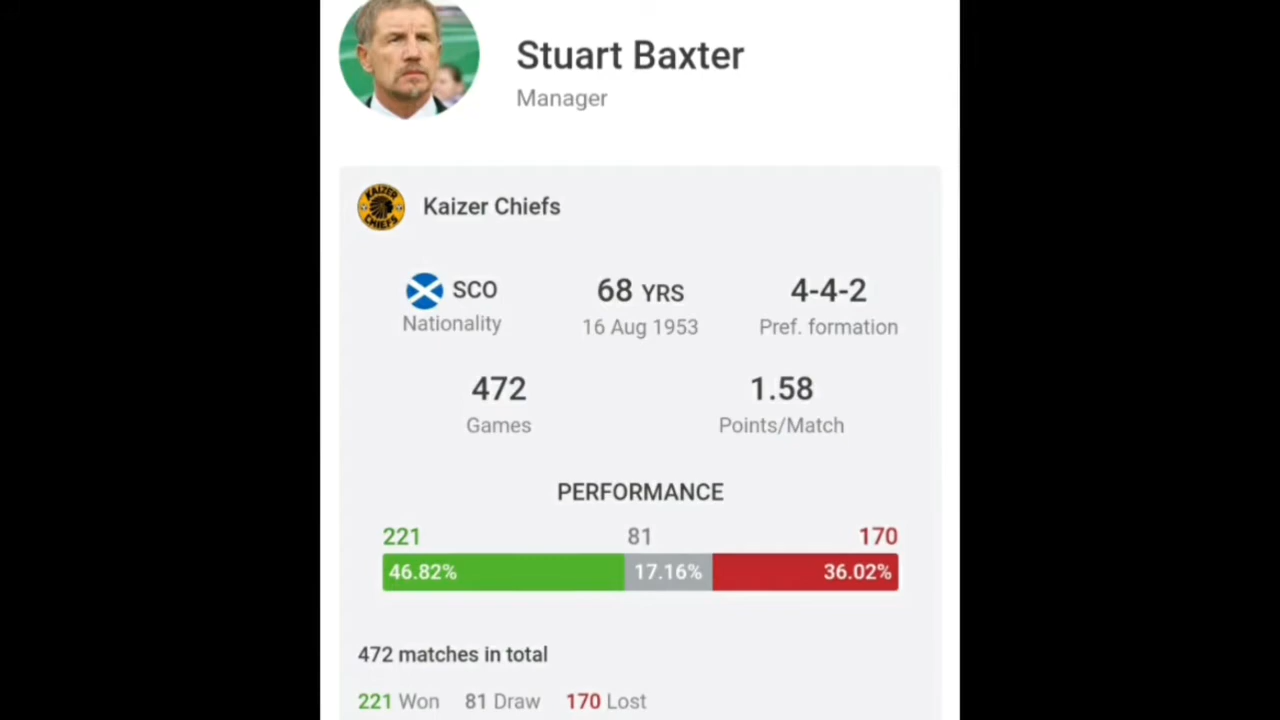 Stuart Baxter
Manager
KAIZER
CHIEFS
Kaizer Chiefs
SCO
Nationality
68 YRS
16 Aug 1953
4-4-2
Pref. formation
472
Games
1.58
Points/Match
PERFORMANCE
221 81 170
46.82% 17.16% 36.02%
472 matches in total
221 Won 81 Draw 170 Lost